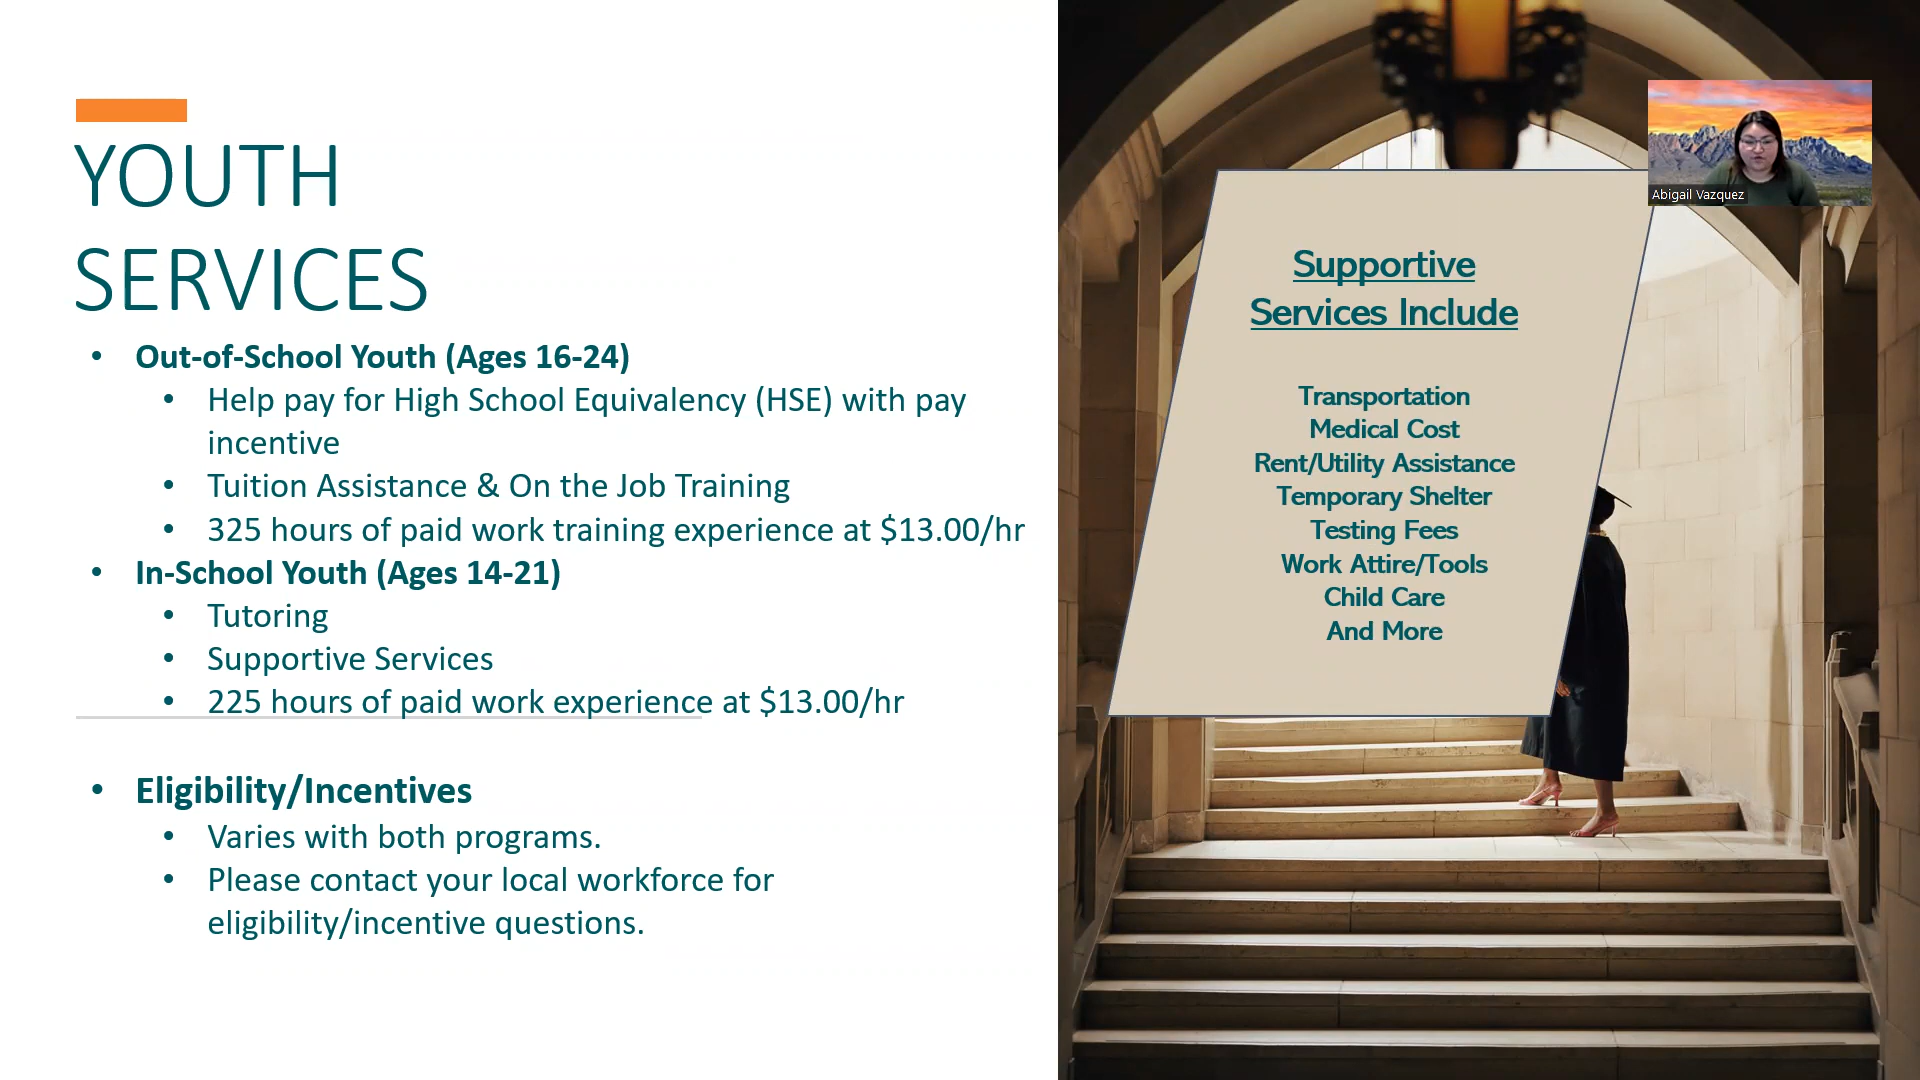 YOUTH
SERVICES
• Out-of-School Youth (Ages 16-24)
• Help pay for High School Equivalency (HSE) with pay
incentive
• Tuition Assistance & On the Job Training
• 325 hours of paid work training experience at $13.00/hr
• In-School Youth (Ages 14-21)
• Tutoring
• Supportive Services
• 225 hours of paid work experience at $13.00/hr
• Eligibility/Incentives
• Varies with both programs.
• Please contact your local workforce for
eligibility/incentive questions.
Supportive
Services Include
Transportation
Medical Cost
Rent/Utility Assistance
Temporary Shelter
Testing Fees
Work Attire/Tools
Child Care
And More
Abigail Vazquez